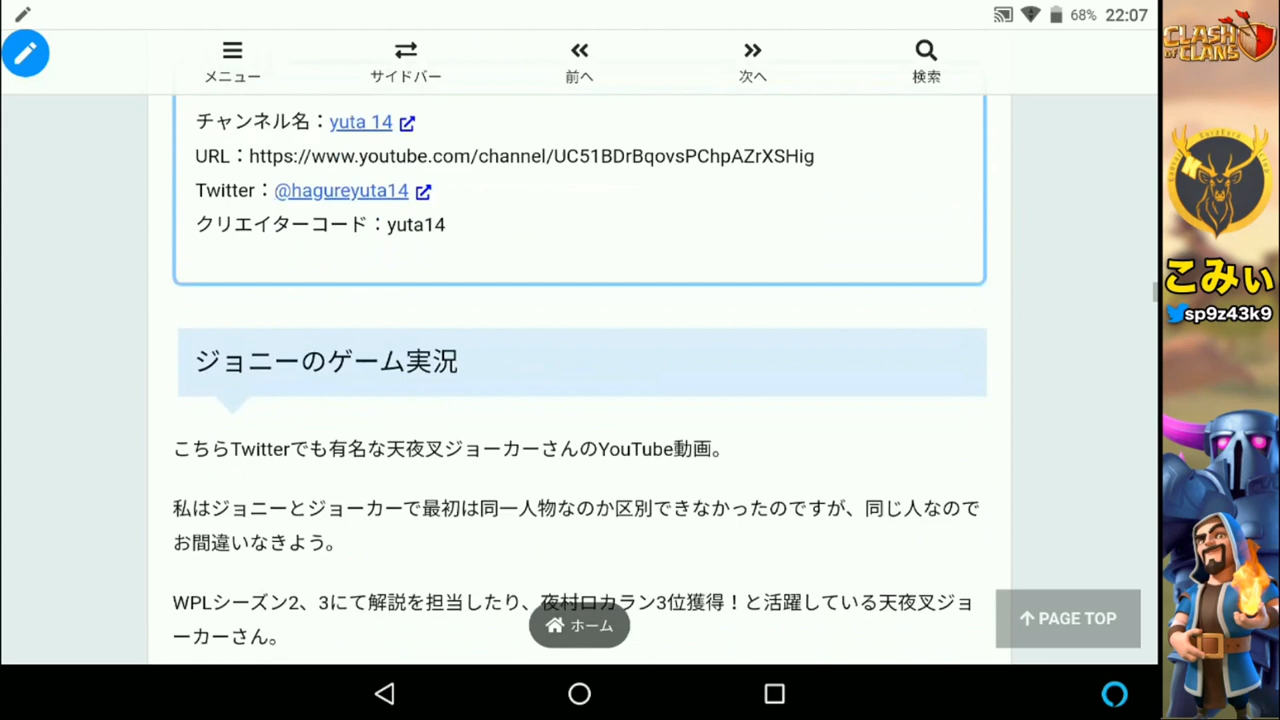 68% 22:07
メニュー サイドバー 前へ 次へ 検索
チャンネル名：yuta 14
URL：https://www.youtube.com/channel/UC51BDrBqovsPChpAZrXSHig
Twitter：@hagureyuta14
クリエイターコード：yuta14
ジョニーのゲーム実況
こちらTwitterでも有名な天夜叉ジョーカーさんのYouTube動画。
私はジョニーとジョーカーで最初は同一人物なのか区別できなかったのですが、同じ人なので
お間違いなきよう。
WPLシーズン2、3にて解説を担当したり、夜村ロカラン3位獲得！と活躍している天夜叉ジョ
ーカーさん。
ホーム
PAGE TOP
CLASH
OF CLANS
こみぃ
sp9z43k9